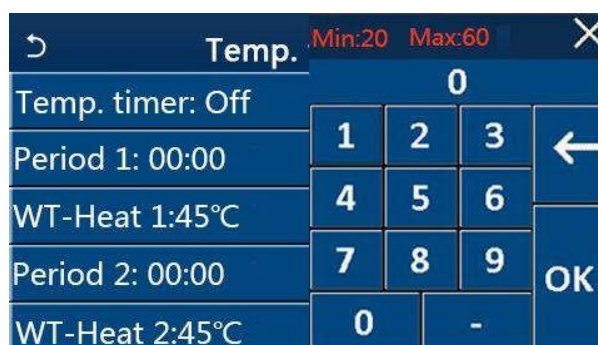 Temp.
Temp. timer: Off
Period 1: 00:00
WT-Heat 1:45℃
Period 2: 00:00
WT-Heat 2:45℃
Min:20 Max:60
0
1 2 3
4 5 6
7 8 9
OK
0 -